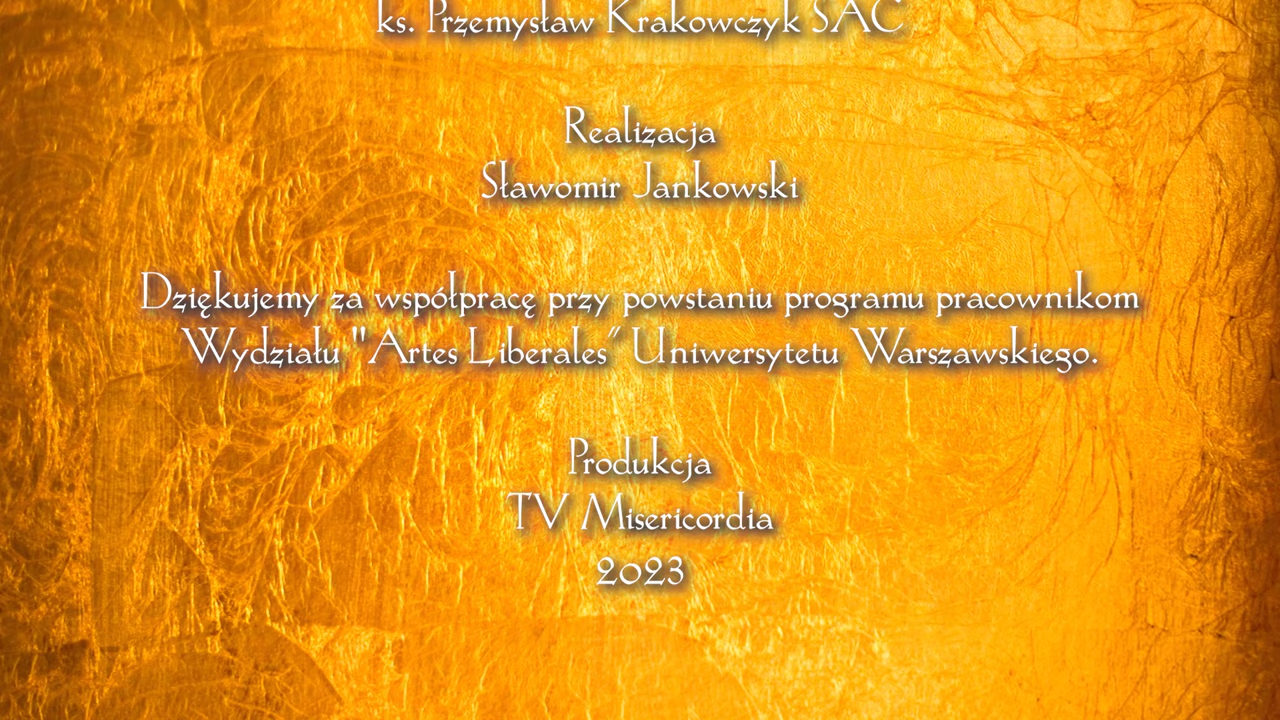 ks. Przemysław Krakowczyk SAC
Realizacja
Sławomir Jankowski
Dziękujemy za współpracę przy powstaniu programu pracownikom
Wydziału "Artes Liberales” Uniwersytetu Warszawskiego.
Produkcja
TV Misericordia
2023